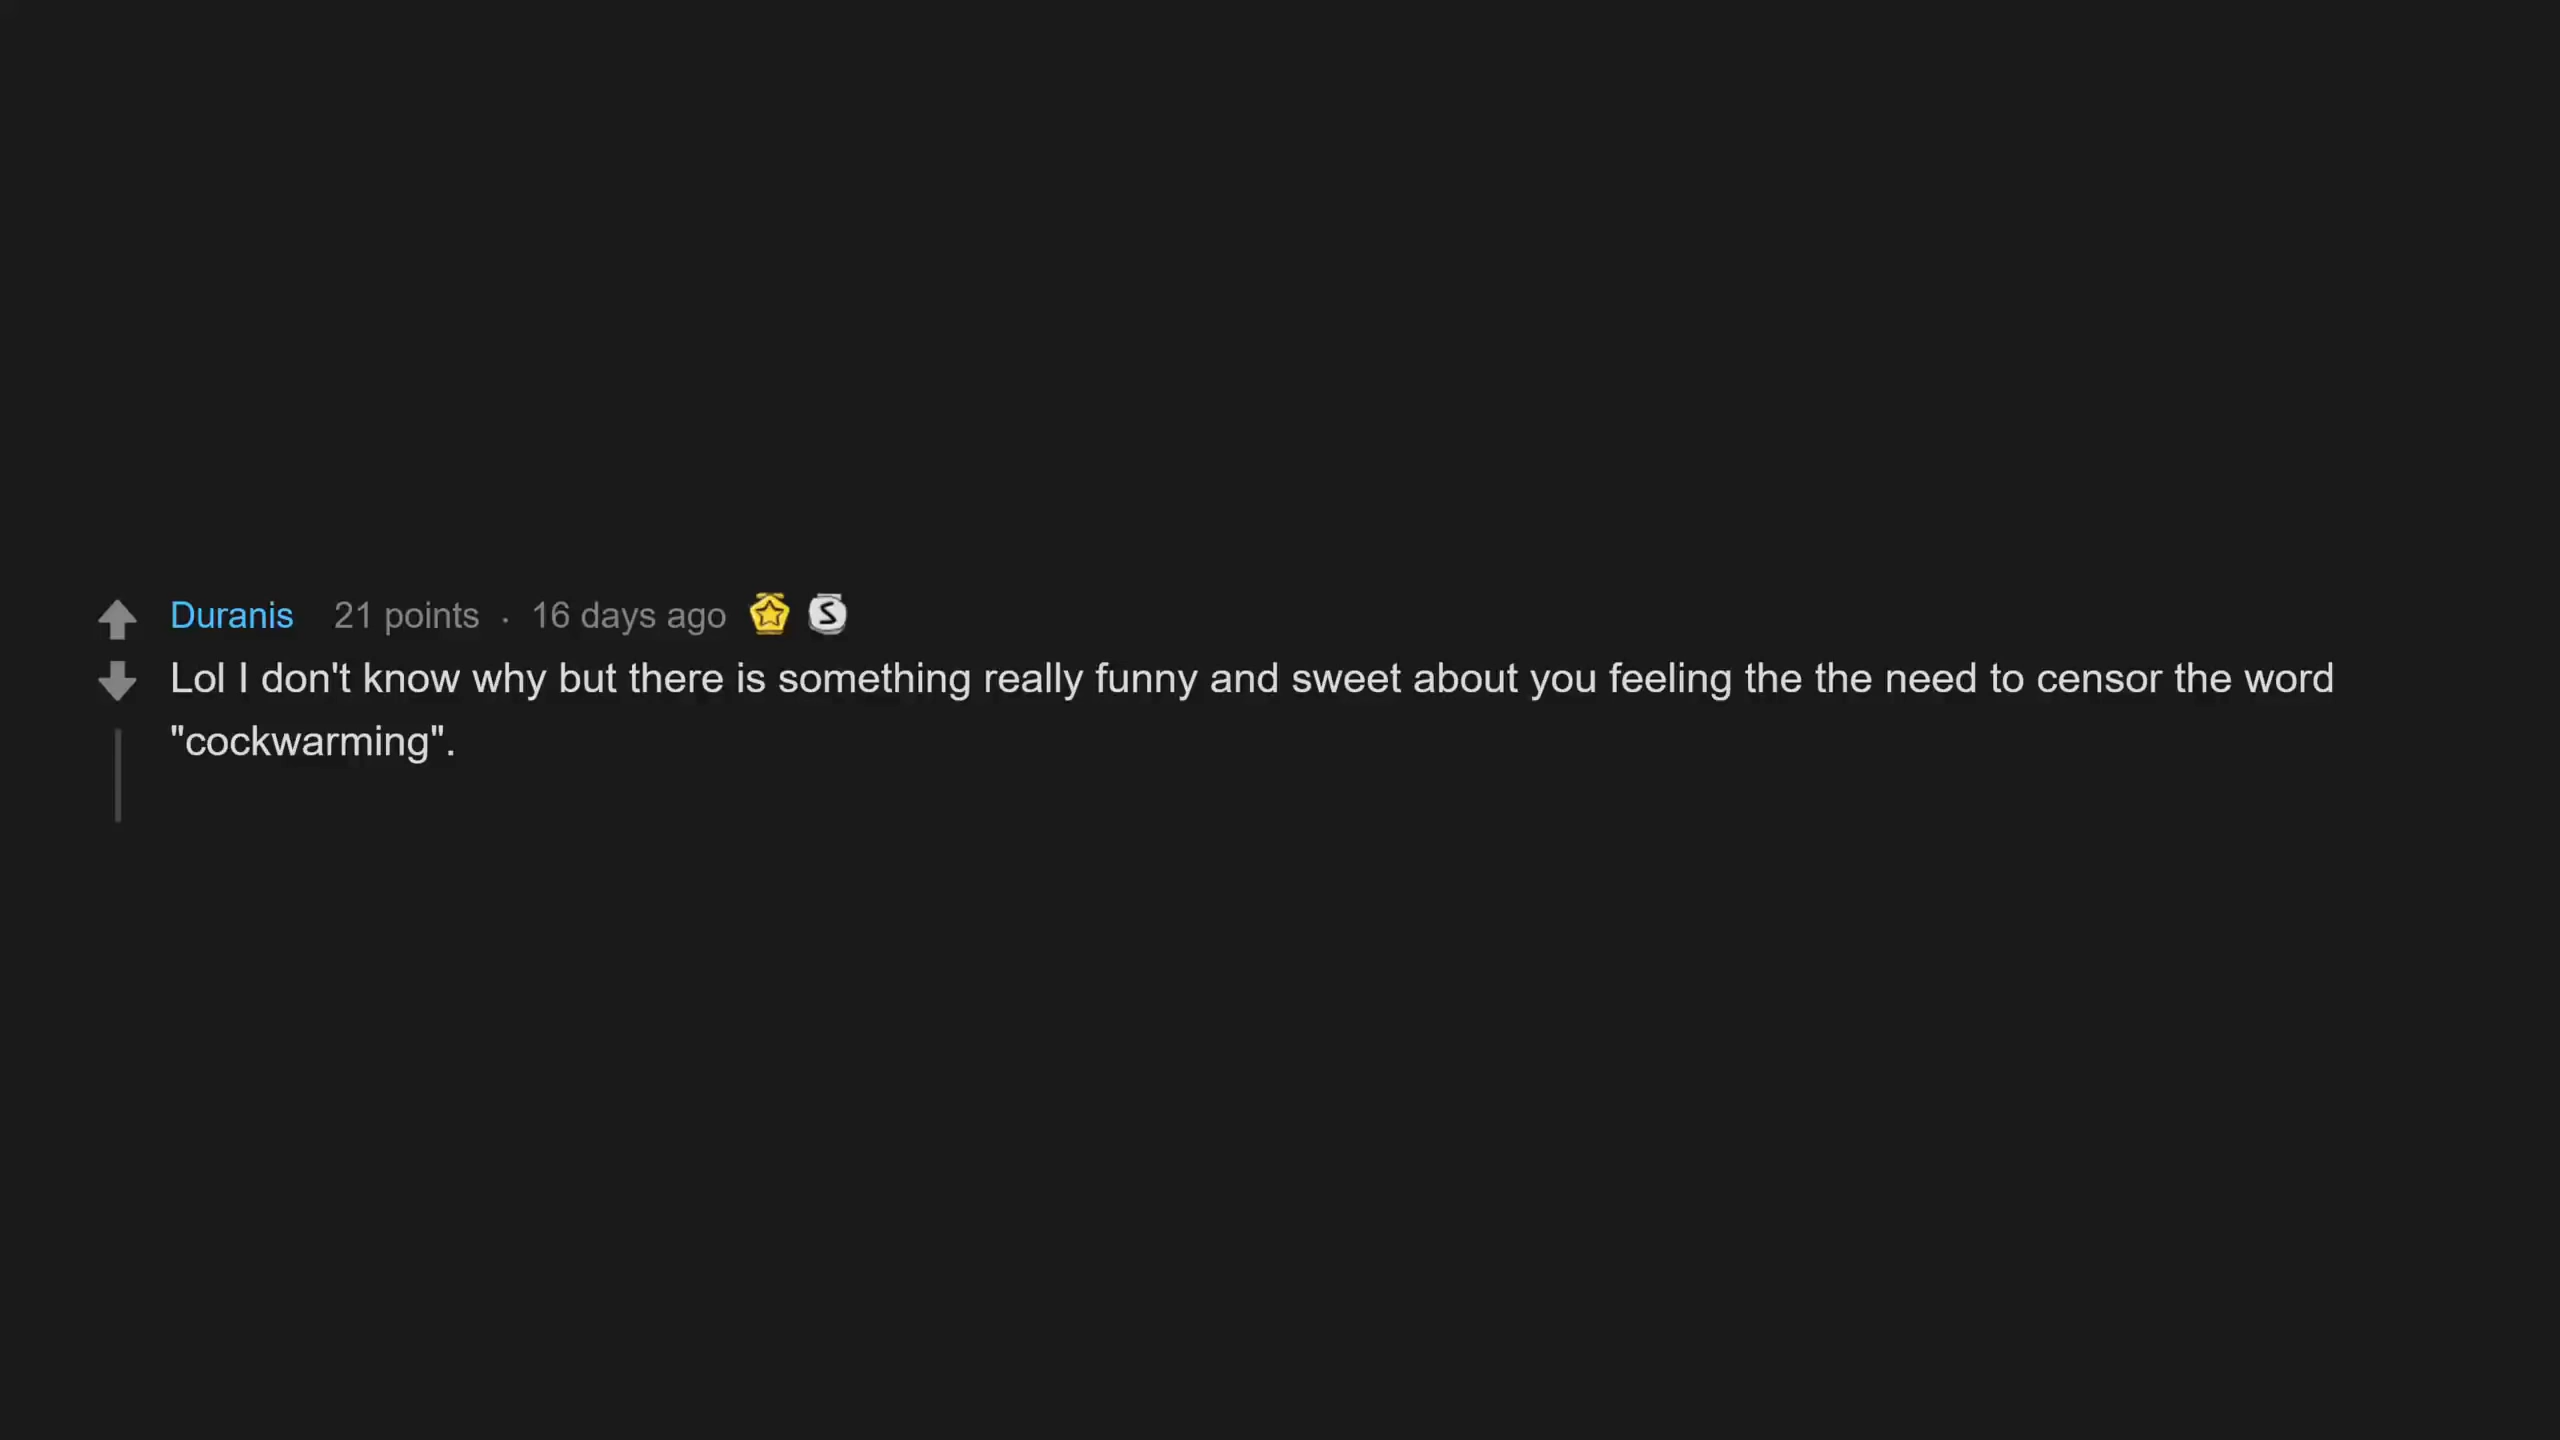 Duranis 21 points · 16 days ago
Lol I don't know why but there is something really funny and sweet about you feeling the the need to censor the word
"cockwarming".